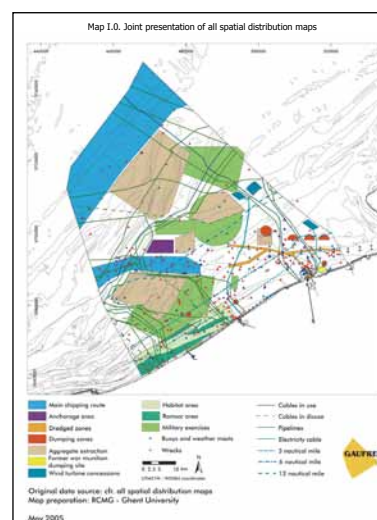 Map I.0. Joint presentation of all spatial distribution maps
Main shipping route
Anchorage area
Dredged zones
Dumping zones
Aggregate extraction
Former war munition
dumping site
Wind turbine concessions
Habitat area
Ramsar area
Military exercises
Buoys and weather masts
Wrecks
N
Cables in use
Cables in disuse
Pipelines
Electricity cable
3 nautical mile
6 nautical mile
12 nautical mile
GAUFRE
Original data source: cfr. all spatial distribution maps
Map preparation: RCMG - Ghent University
May 2005